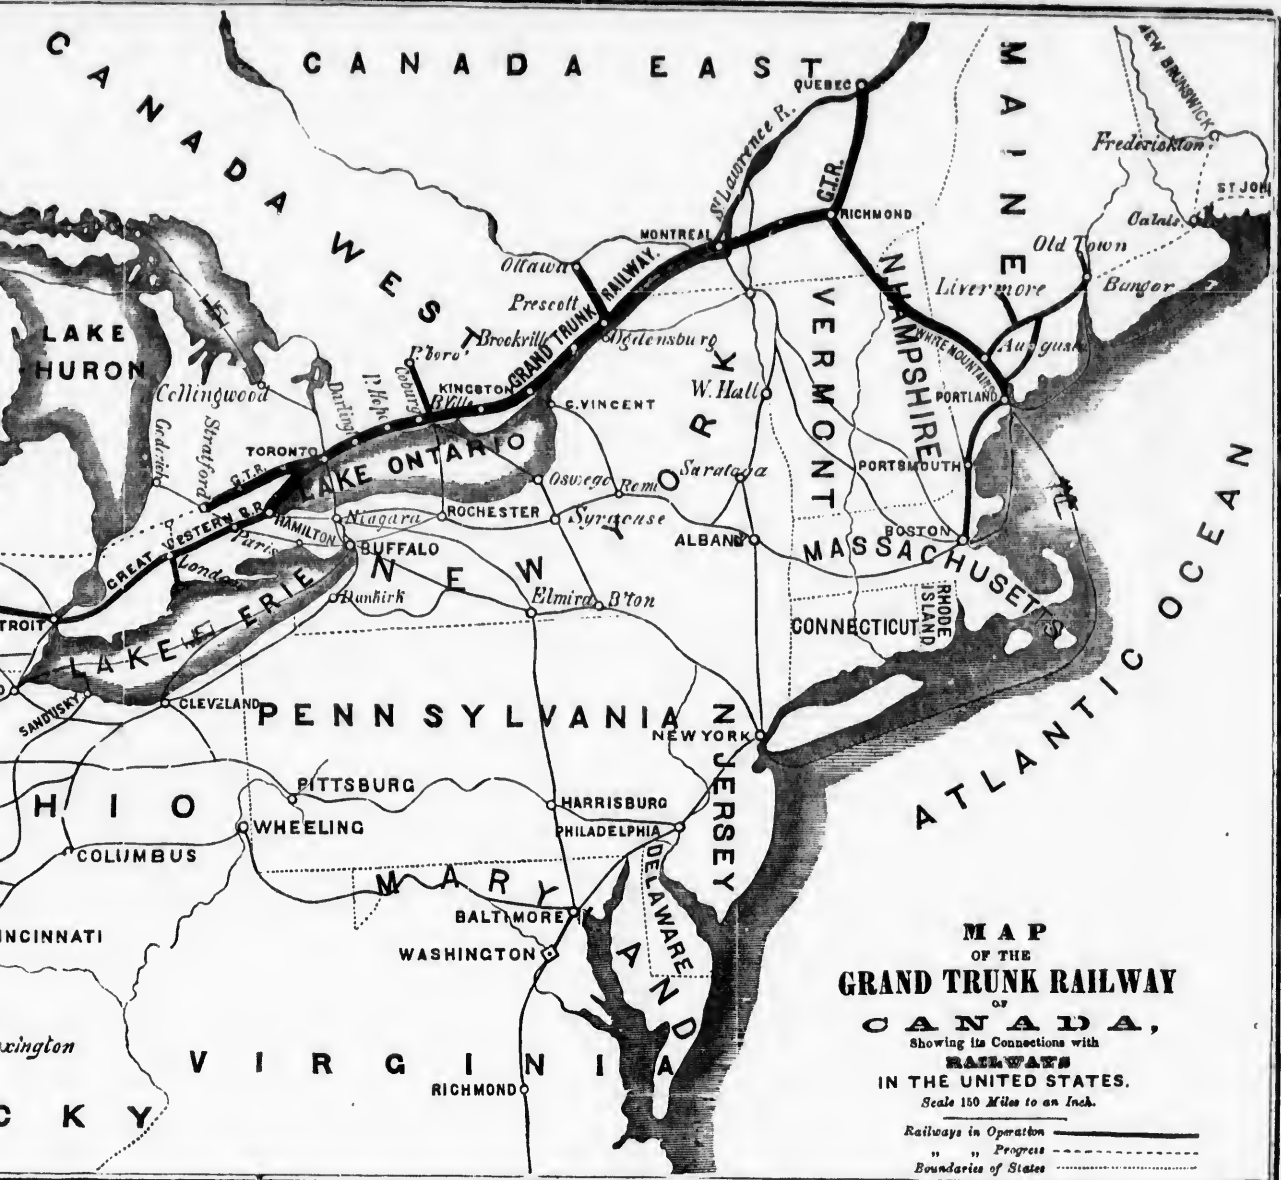 CANADA EAST
CANADA WEST
MAINE
NEW BRUNSWICK
QUEBEC
St Lawrence R.
G.T.R.
RICHMOND
Frederickton
ST JOH
Calais
Old Town
Bangor
Livermore
Augusta
MONTREAL
Ottawa
Prescott
GRAND TRUNK RAILWAY.
Brockville
Ogdensburg
N. HAMPSHIRE
WHITE MOUNTAINS
PORTLAND
VERMONT
LAKE
HURON
P.boro'
KINGSTON
B.Ville
Coburg
P.Hope
Darling
C.VINCENT
W. Hall
Collingwood
Goderich
Stratford
TORONTO
G.T.R.
LAKE ONTARIO
Oswego
Rome
Saratoga
PORTSMOUTH
GREAT WESTERN R.R.
HAMILTON
Paris
London
Niagara
ROCHESTER
Syracuse
ALBANY
BOSTON
MASSACHUSETTS
BUFFALO
NEW YORK
Dunkirk
Elmira
B'ton
CONNECTICUT
RHODE
ISLAND
TROIT
LAKE ERIE
SANDUSKY
CLEVELAND
PENNSYLVANIA
NEW YORK
N. JERSEY
ATLANTIC OCEAN
HIO
PITTSBURG
HARRISBURG
PHILADELPHIA
WHEELING
COLUMBUS
MARYLAND
DELAWARE
BALTIMORE
WASHINGTON
INCINNATI
xington
VIRGINIA
RICHMOND
CKY
MAP
OF THE
GRAND TRUNK RAILWAY
OF
CANADA,
Showing its Connections with
RAILWAYS
IN THE UNITED STATES.
Scale 150 Miles to an Inch.
Railways in Operation
„ „ Progress
Boundaries of States